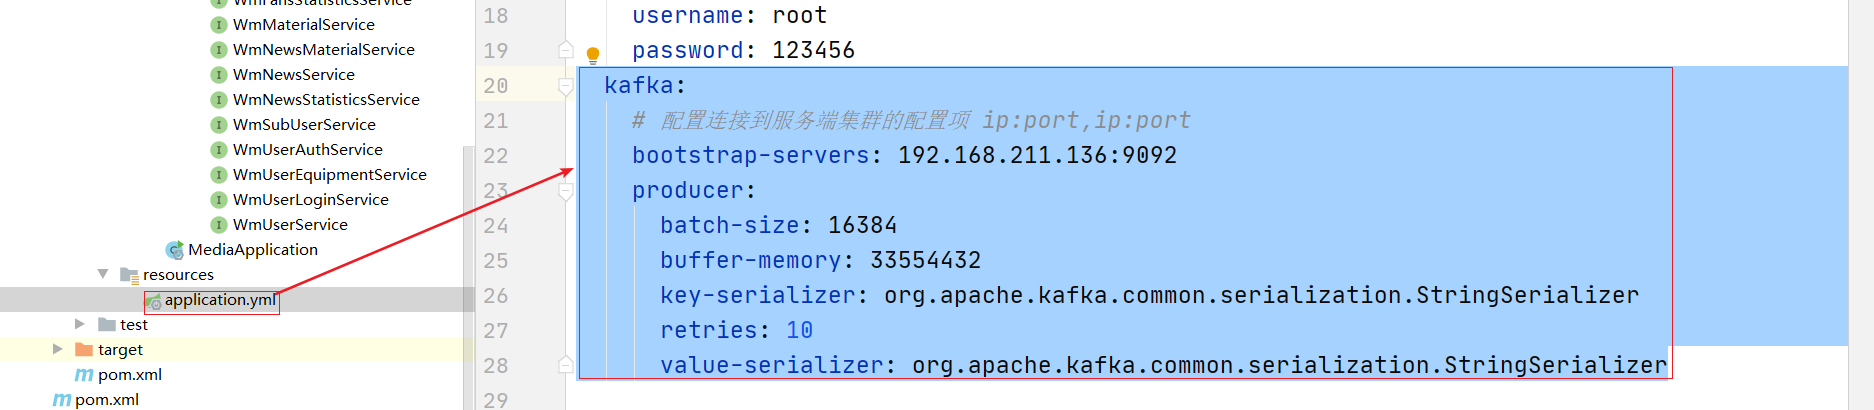 WmFansStatisticsService
WmMaterialService
WmNewsMaterialService
WmNewsService
WmNewsStatisticsService
WmSubUserService
WmUserAuthService
WmUserEquipmentService
WmUserLoginService
WmUserService
MediaApplication
resources
application.yml
test
target
pom.xml
pom.xml
18 username: root
19 password: 123456
20 kafka:
21 # 配置连接到服务端集群的配置项 ip:port,ip:port
22 bootstrap-servers: 192.168.211.136:9092
23 producer:
24 batch-size: 16384
25 buffer-memory: 33554432
26 key-serializer: org.apache.kafka.common.serialization.StringSerializer
27 retries: 10
28 value-serializer: org.apache.kafka.common.serialization.StringSerializer
29